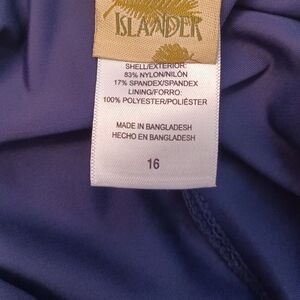 ISLANDER
SHELL/EXTERIOR:
83% NYLON/NILÓN
17% SPANDEX/SPANDEX
LINING/FORRO:
100% POLYESTER/POLIÉSTER
MADE IN BANGLADESH
HECHO EN BANGLADESH
16